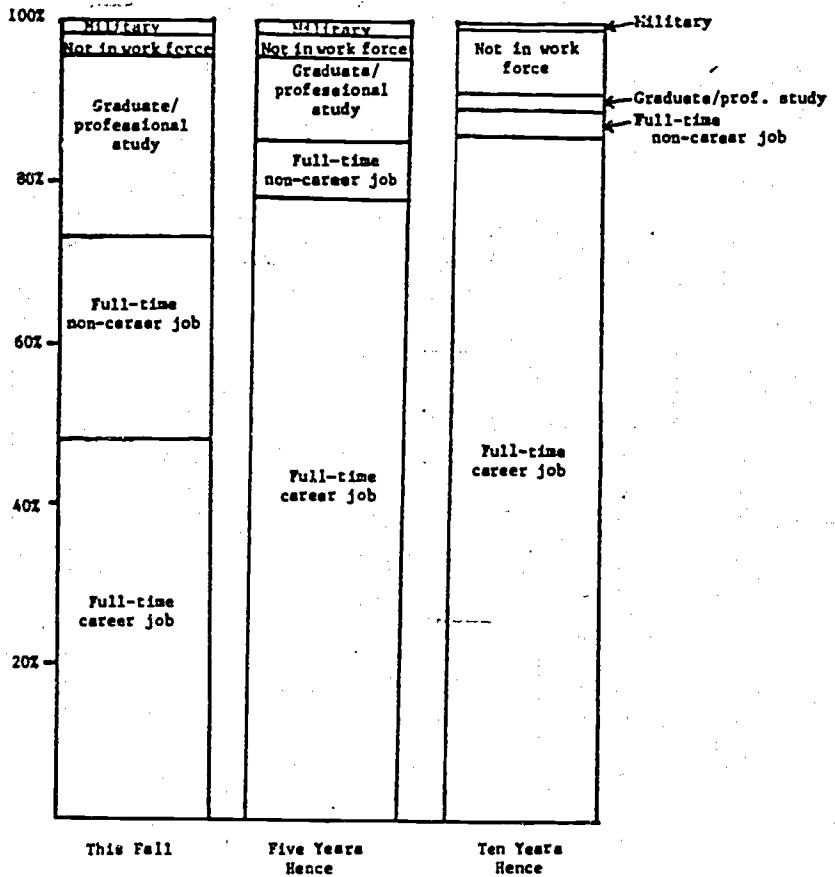 100%
80%
60%
40%
20%
Military
Not in work force
Graduate/
professional
study
Full-time
non-career job
Full-time
career job
This Fall
Military
Not in work force
Graduate/
professional
study
Full-time
non-career job
Full-time
career job
Five Years
Hence
Military
Not in work
force
Graduate/prof. study
Full-time
non-career job
Full-time
career job
Ten Years
Hence